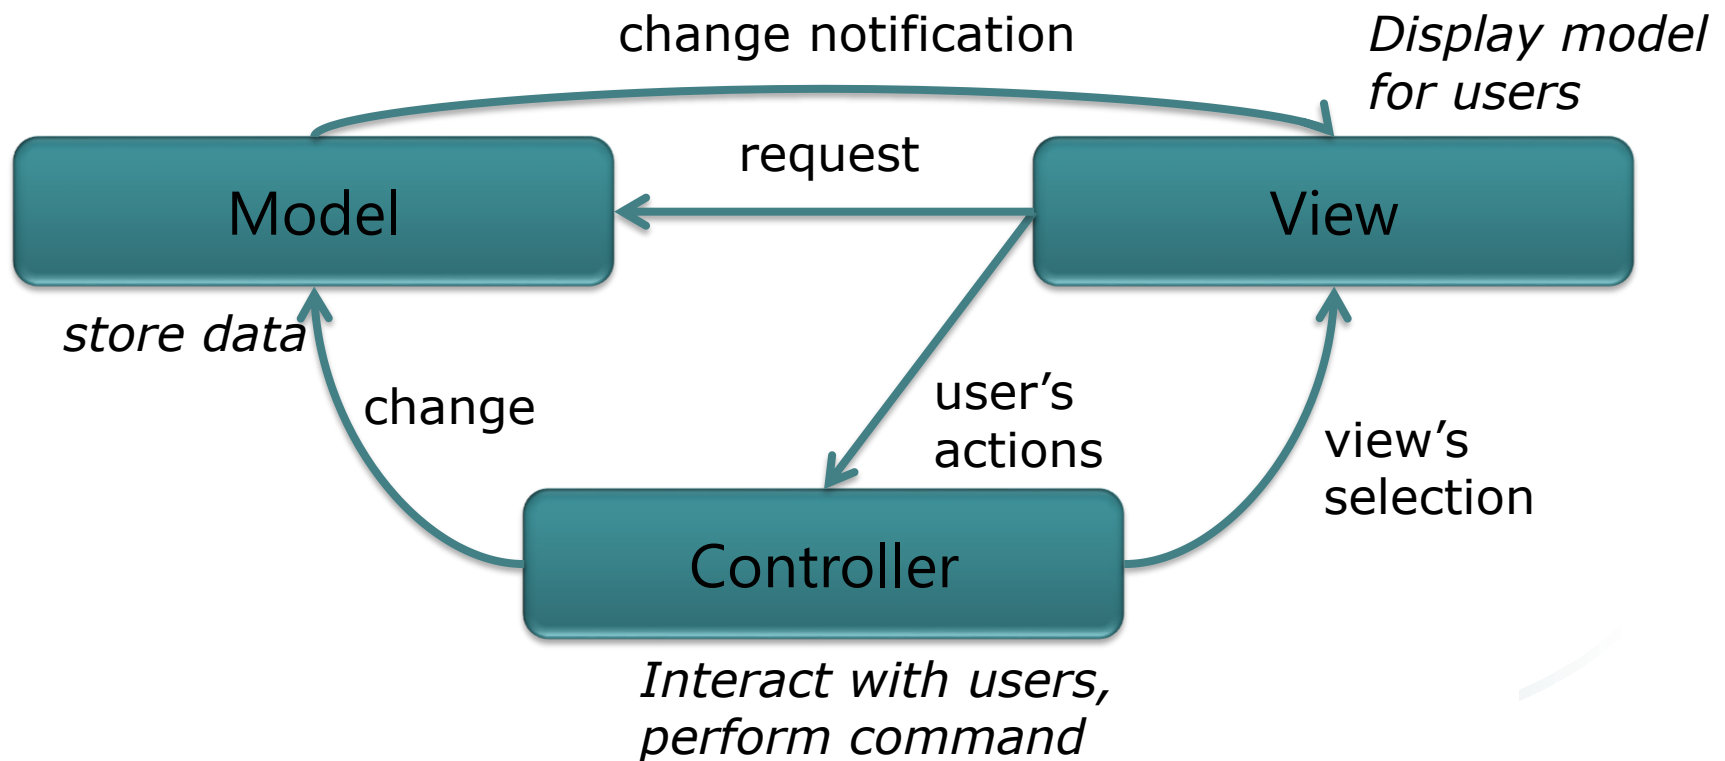 change notification
Display model
for users
request
Model
View
store data
change
user’s
actions
view’s
selection
Controller
Interact with users,
perform command